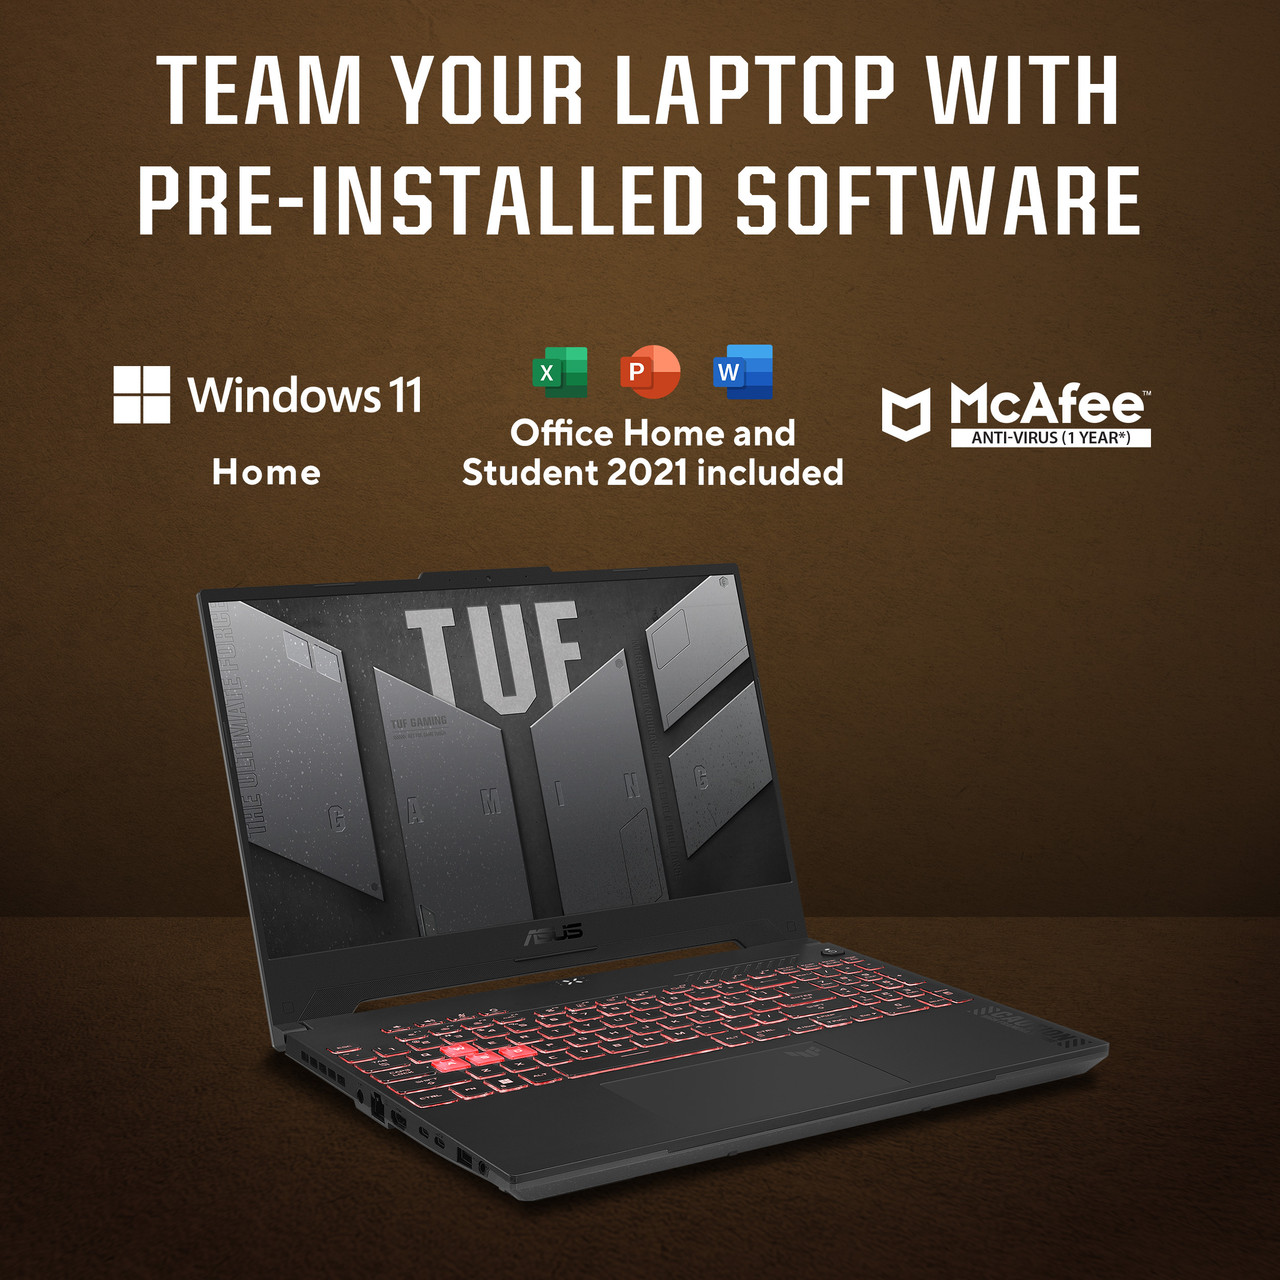 TEAM YOUR LAPTOP WITH
PRE-INSTALLED SOFTWARE
Windows 11
Home
X
P
W
Office Home and
Student 2021 included
McAfee™
ANTI-VIRUS (1 YEAR*)
TUF
THE ULTIMATE FORCE
TUF GAMING
G A M I N G
ASUS